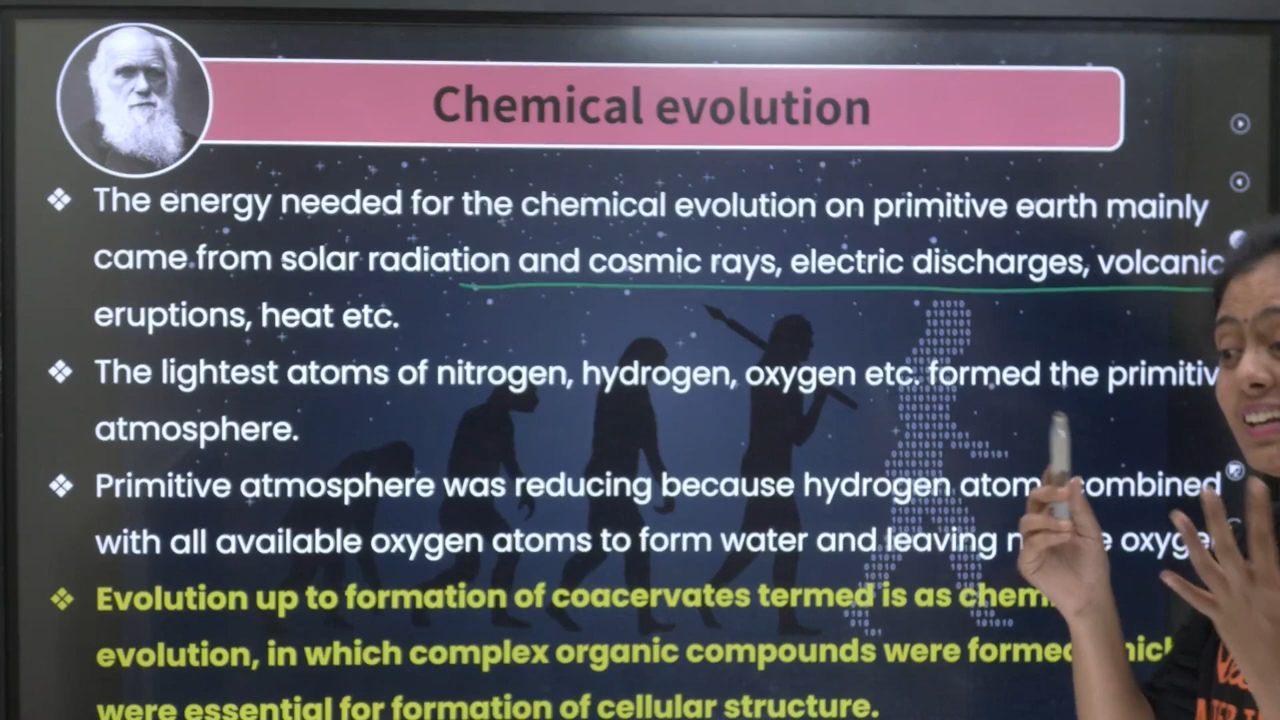 Chemical evolution
❖ The energy needed for the chemical evolution on primitive earth mainly
came from solar radiation and cosmic rays, electric discharges, volcanic
eruptions, heat etc.
❖ The lightest atoms of nitrogen, hydrogen, oxygen etc. formed the
atmosphere.
❖ Primitive atmosphere was reducing because hydrogen combined
with all available oxygen atoms to form water and leaving
❖ Evolution up to formation of coacervates termed is as
evolution, in which complex organic compounds were
were essential for formation of cellular structure.